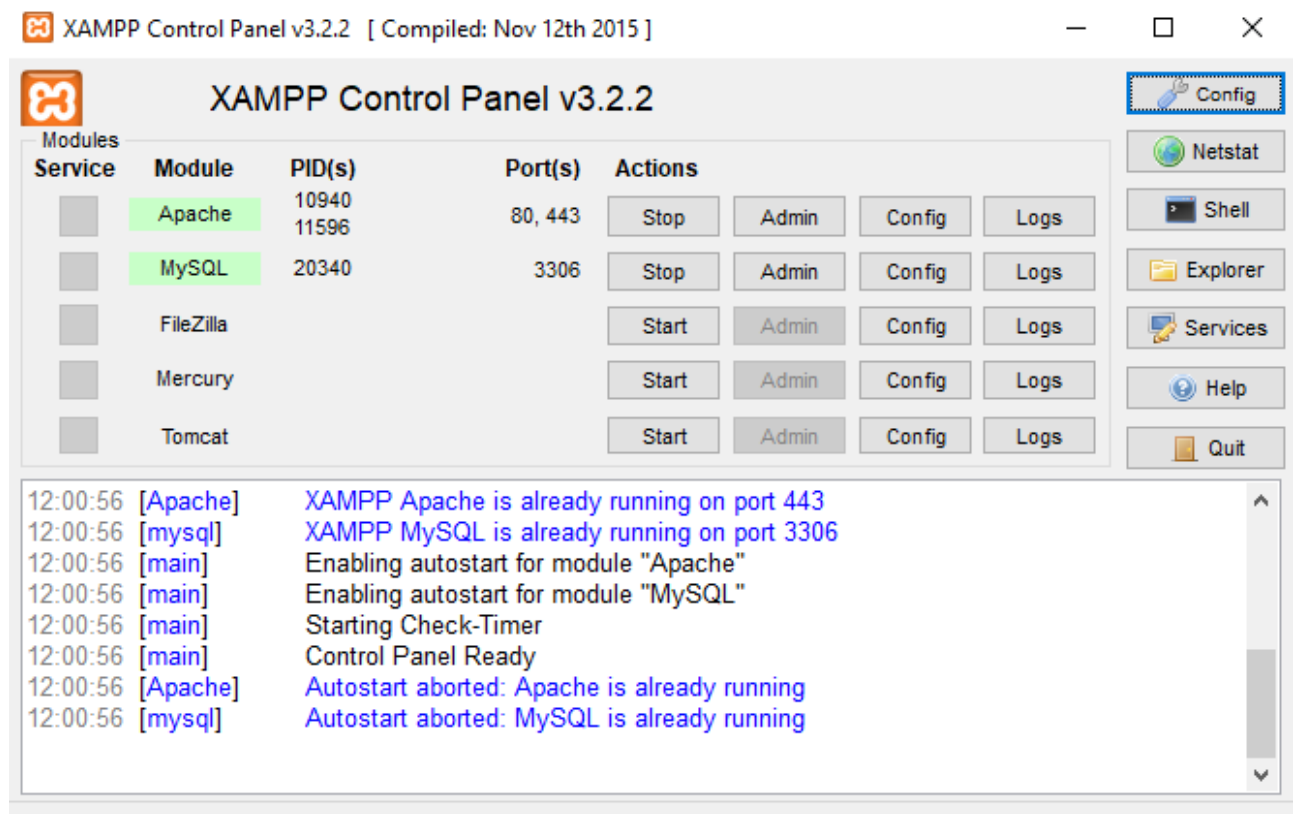 XAMPP Control Panel v3.2.2 [ Compiled: Nov 12th 2015 ]
XAMPP Control Panel v3.2.2
Config
Modules
Netstat
Service Module PID(s) Port(s) Actions
Apache 10940 11596 80, 443 Stop Admin Config Logs
Shell
MySQL 20340 3306 Stop Admin Config Logs
Explorer
FileZilla Start Admin Config Logs
Services
Mercury Start Admin Config Logs
Help
Tomcat Start Admin Config Logs
Quit
12:00:56 [Apache] XAMPP Apache is already running on port 443
12:00:56 [mysql] XAMPP MySQL is already running on port 3306
12:00:56 [main] Enabling autostart for module "Apache"
12:00:56 [main] Enabling autostart for module "MySQL"
12:00:56 [main] Starting Check-Timer
12:00:56 [main] Control Panel Ready
12:00:56 [Apache] Autostart aborted: Apache is already running
12:00:56 [mysql] Autostart aborted: MySQL is already running